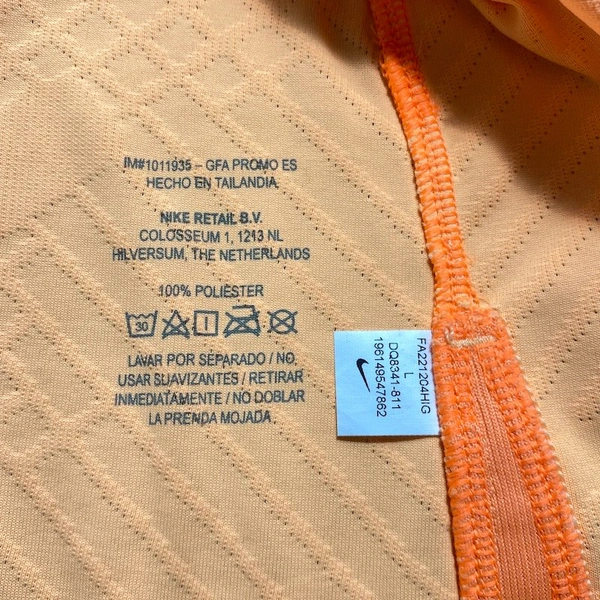 IM#1011935 – GFA PROMO ES
HECHO EN TAILANDIA
NIKE RETAIL B.V.
COLOSSEUM 1, 1213 NL
HILVERSUM, THE NETHERLANDS
100% POLIÉSTER
30
LAVAR POR SEPARADO / NO
USAR SUAVIZANTES / RETIRAR
INMEDIATAMENTE / NO DOBLAR
LA PRENDA MOJADA
FA221204HIG
L
DQ8341-811
196149547862